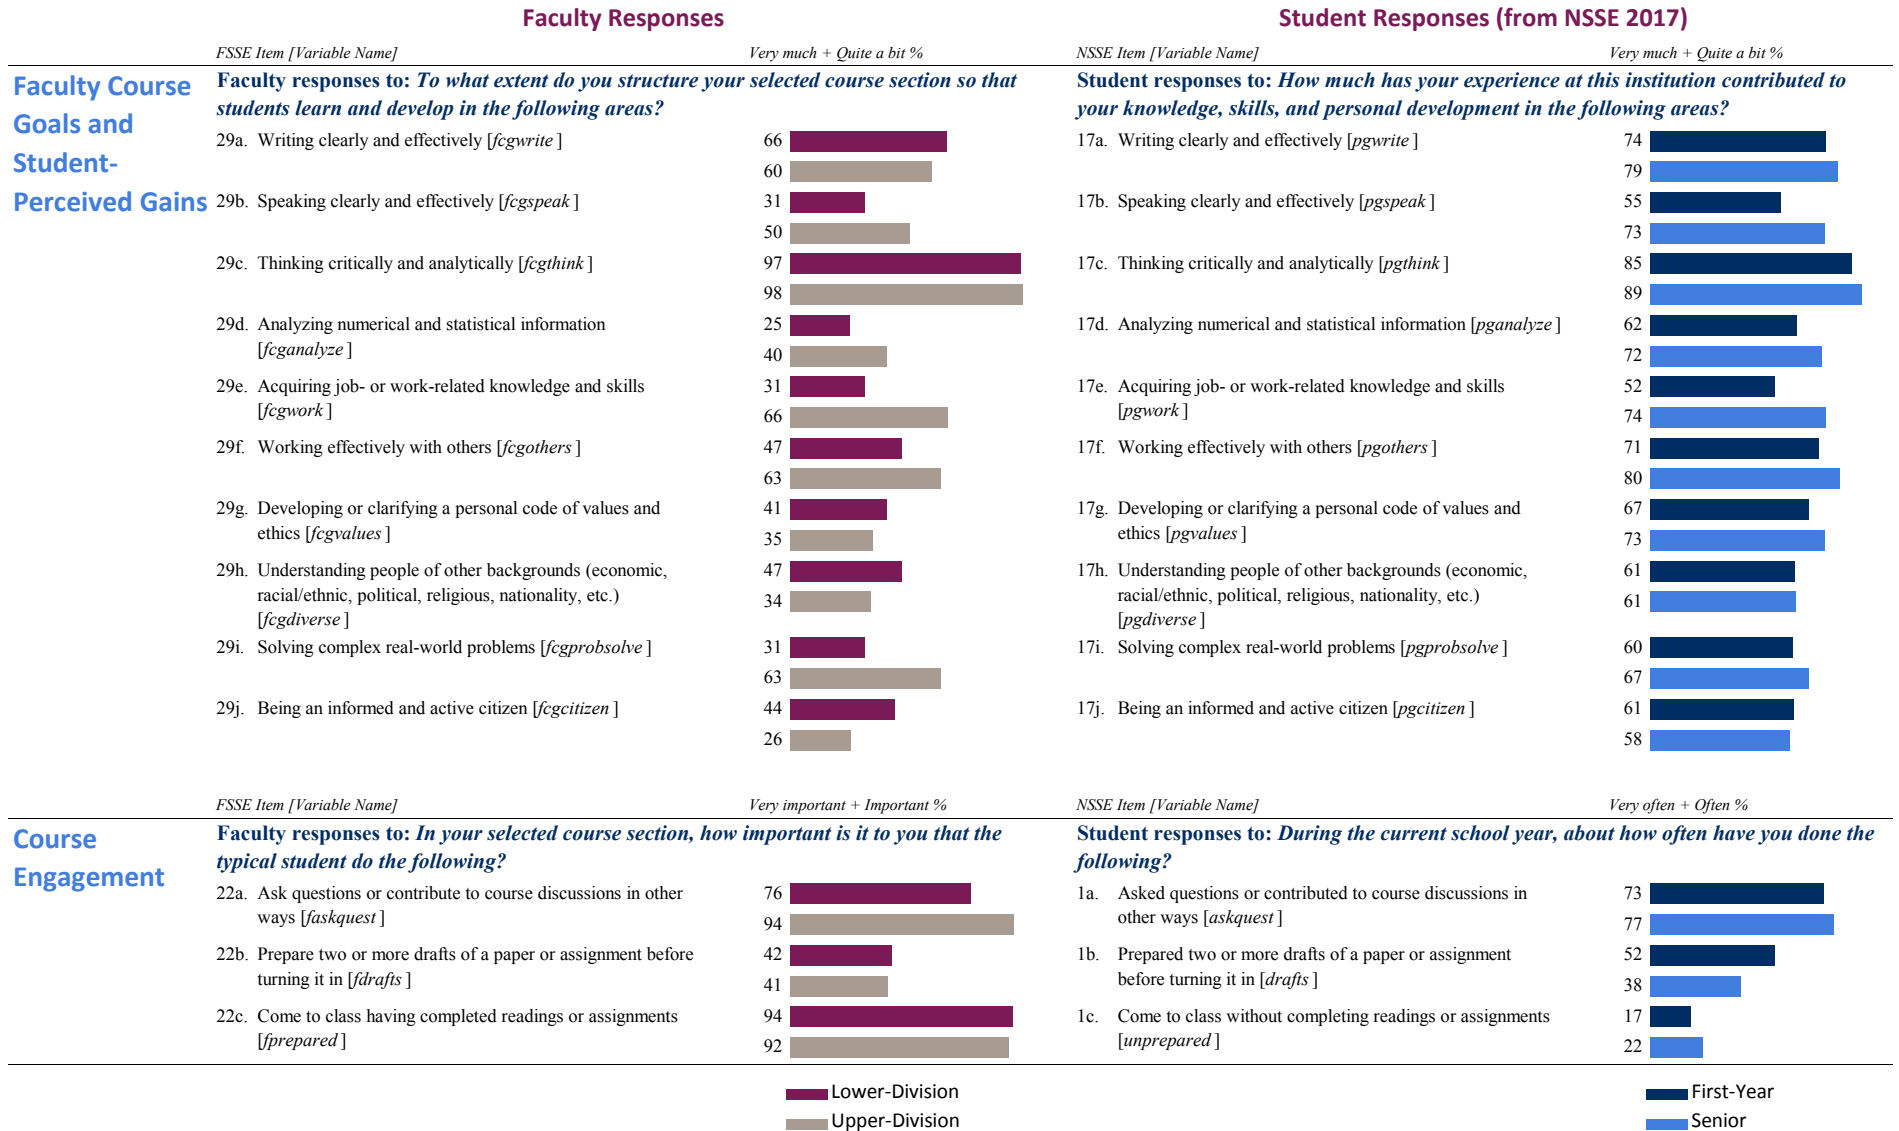 Faculty Responses
Student Responses (from NSSE 2017)
FSSE Item [Variable Name]
Very much + Quite a bit %
NSSE Item [Variable Name]
Very much + Quite a bit %
Faculty Course
Goals and
Student-
Perceived Gains
Faculty responses to: To what extent do you structure your selected course section so that
students learn and develop in the following areas?
Student responses to: How much has your experience at this institution contributed to
your knowledge, skills, and personal development in the following areas?
29a. Writing clearly and effectively [fcgwrite ]
66
60
17a. Writing clearly and effectively [pgwrite ]
74
79
29b. Speaking clearly and effectively [fcgspeak ]
31
50
17b. Speaking clearly and effectively [pgspeak ]
55
73
29c. Thinking critically and analytically [fcgthink ]
97
98
17c. Thinking critically and analytically [pgthink ]
85
89
29d. Analyzing numerical and statistical information
[fcganalyze ]
25
40
17d. Analyzing numerical and statistical information [pganalyze ]
62
72
29e. Acquiring job- or work-related knowledge and skills
[fcgwork ]
31
66
17e. Acquiring job- or work-related knowledge and skills
[pgwork ]
52
74
29f. Working effectively with others [fcgothers ]
47
63
17f. Working effectively with others [pgothers ]
71
80
29g. Developing or clarifying a personal code of values and
ethics [fcgvalues ]
41
35
17g. Developing or clarifying a personal code of values and
ethics [pgvalues ]
67
73
29h. Understanding people of other backgrounds (economic,
racial/ethnic, political, religious, nationality, etc.)
[fcgdiverse ]
47
34
17h. Understanding people of other backgrounds (economic,
racial/ethnic, political, religious, nationality, etc.)
[pgdiverse ]
61
61
29i. Solving complex real-world problems [fcgprobsolve ]
31
63
17i. Solving complex real-world problems [pgprobsolve ]
60
67
29j. Being an informed and active citizen [fcgcitizen ]
44
26
17j. Being an informed and active citizen [pgcitizen ]
61
58
FSSE Item [Variable Name]
Very important + Important %
NSSE Item [Variable Name]
Very often + Often %
Course
Engagement
Faculty responses to: In your selected course section, how important is it to you that the
typical student do the following?
Student responses to: During the current school year, about how often have you done the
following?
22a. Ask questions or contribute to course discussions in other
ways [faskquest ]
76
94
1a. Asked questions or contributed to course discussions in
other ways [askquest ]
73
77
22b. Prepare two or more drafts of a paper or assignment before
turning it in [fdrafts ]
42
41
1b. Prepared two or more drafts of a paper or assignment
before turning it in [drafts ]
52
38
22c. Come to class having completed readings or assignments
[fprepared ]
94
92
1c. Come to class without completing readings or assignments
[unprepared ]
17
22
Lower-Division
Upper-Division
First-Year
Senior